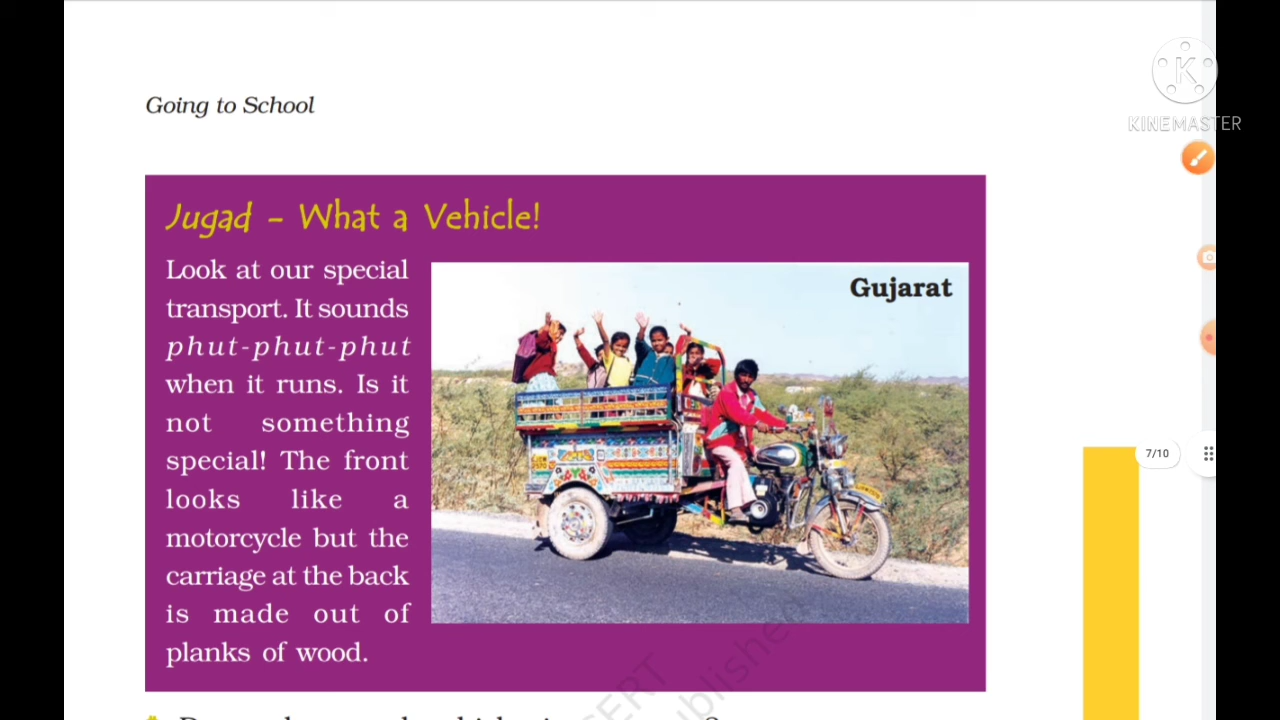 Going to School
KINEMASTER
Jugad – What a Vehicle!
Look at our special
transport. It sounds
phut-phut-phut
when it runs. Is it
not something
special! The front
looks like a
motorcycle but the
carriage at the back
is made out of
planks of wood.
Gujarat
7/10